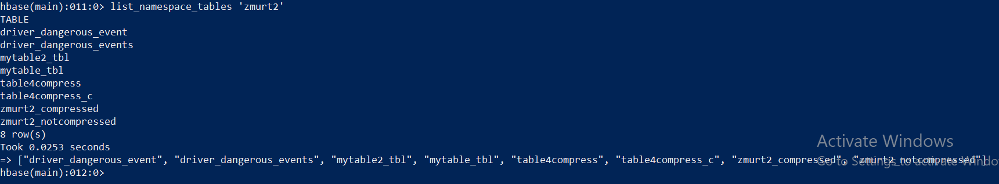 hbase(main):011:0> list_namespace_tables 'zmurt2'
TABLE
driver_dangerous_event
driver_dangerous_events
mytable2_tbl
mytable_tbl
table4compress
table4compress_c
zmurt2_compressed
zmurt2_notcompressed
8 row(s)
Took 0.0253 seconds
=> ["driver_dangerous_event", "driver_dangerous_events", "mytable2_tbl", "mytable_tbl", "table4compress", "table4compress_c", "zmurt2_compressed", "zmurt2_notcompressed"]
hbase(main):012:0>
Activate Windows
Go to Settings to activate Windo